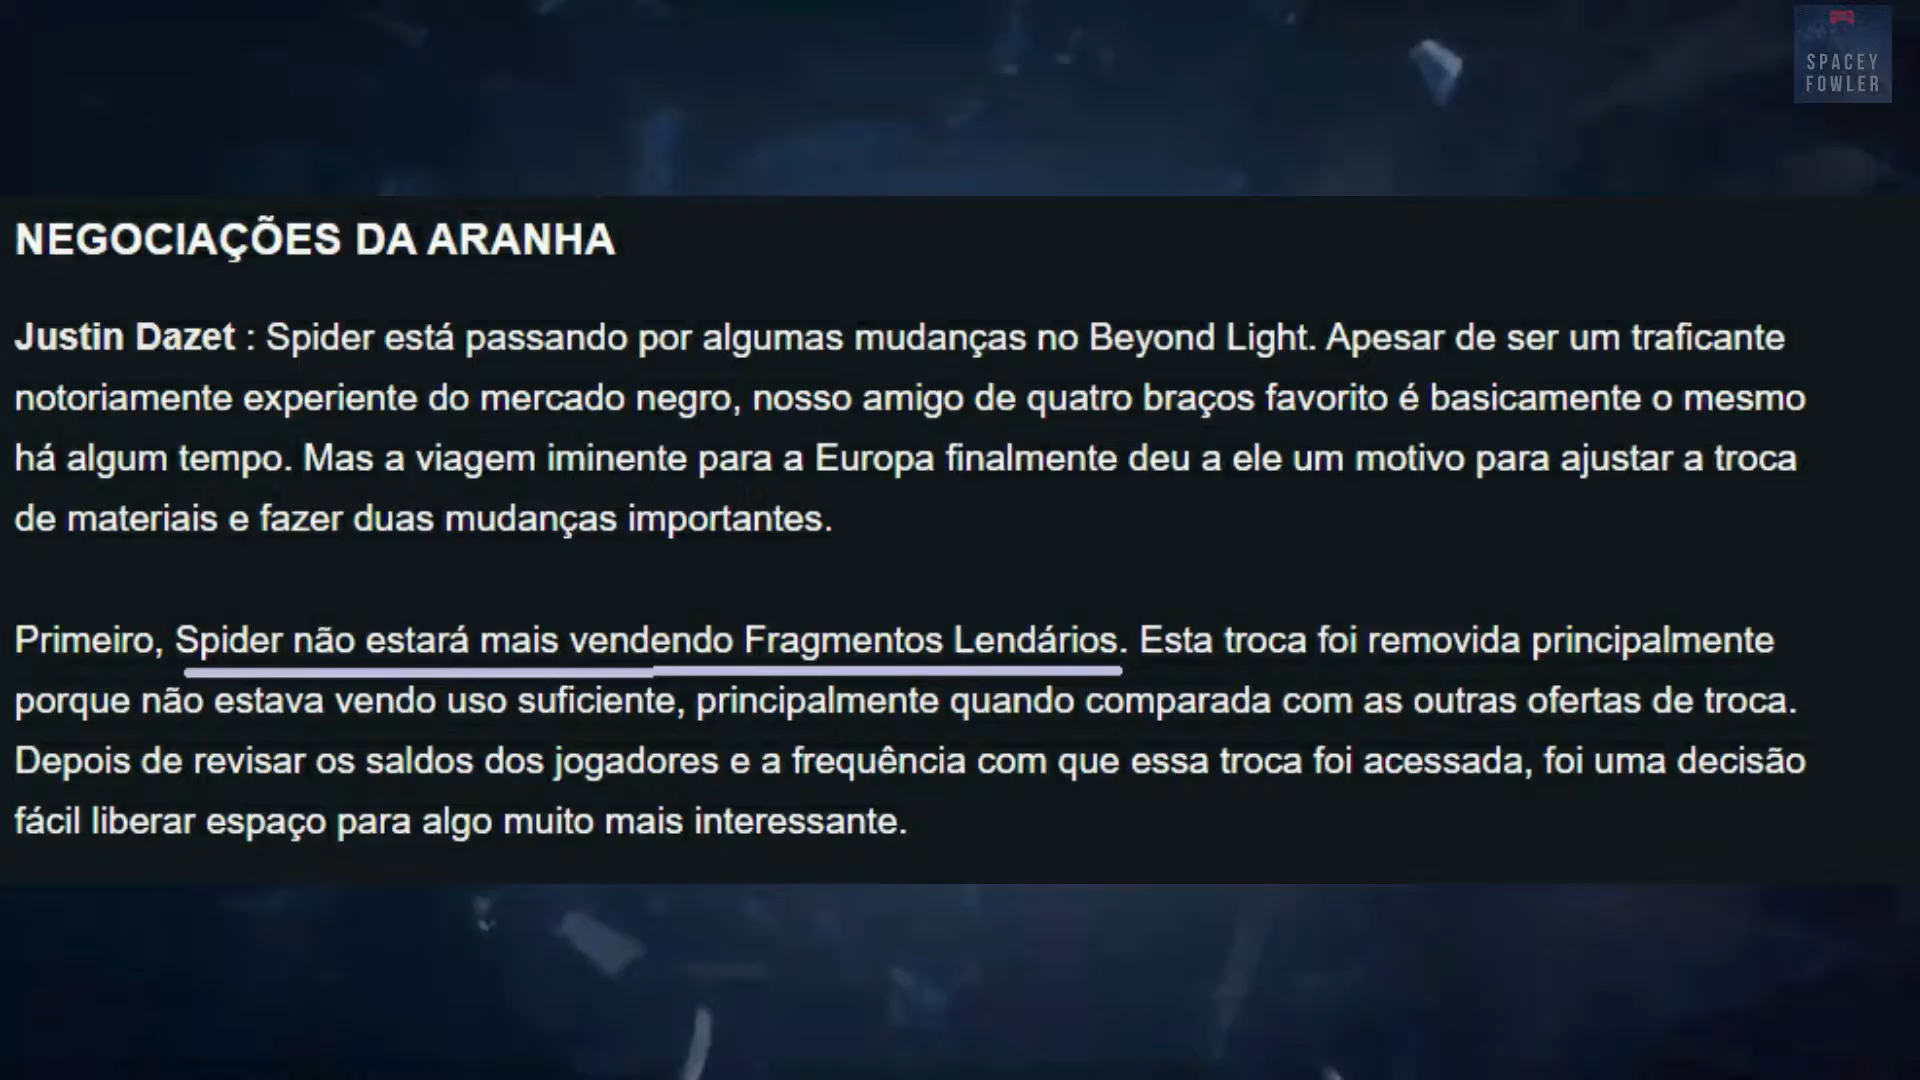 SPACEY
FOWLER
NEGOCIAÇÕES DA ARANHA
Justin Dazet : Spider está passando por algumas mudanças no Beyond Light. Apesar de ser um traficante
notoriamente experiente do mercado negro, nosso amigo de quatro braços favorito é basicamente o mesmo
há algum tempo. Mas a viagem iminente para a Europa finalmente deu a ele um motivo para ajustar a troca
de materiais e fazer duas mudanças importantes.
Primeiro, Spider não estará mais vendendo Fragmentos Lendários. Esta troca foi removida principalmente
porque não estava vendo uso suficiente, principalmente quando comparada com as outras ofertas de troca.
Depois de revisar os saldos dos jogadores e a frequência com que essa troca foi acessada, foi uma decisão
fácil liberar espaço para algo muito mais interessante.